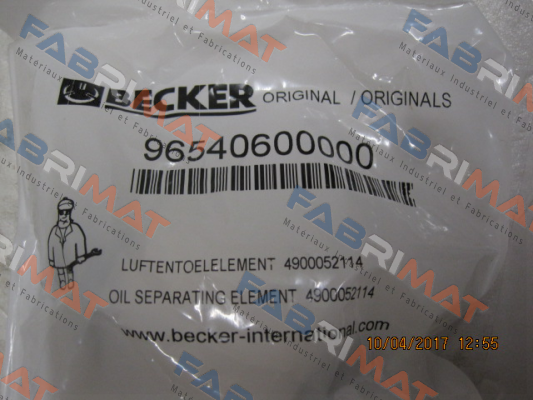 BECKER ORIGINAL / ORIGINALS
96540600000
LUFTENTOELELEMENT 4900052114
OIL SEPARATING ELEMENT 4900052114
www.becker-international.com
10/04/2017 12:55
FABRIMAT
Materiaux Industriel et Fabrications